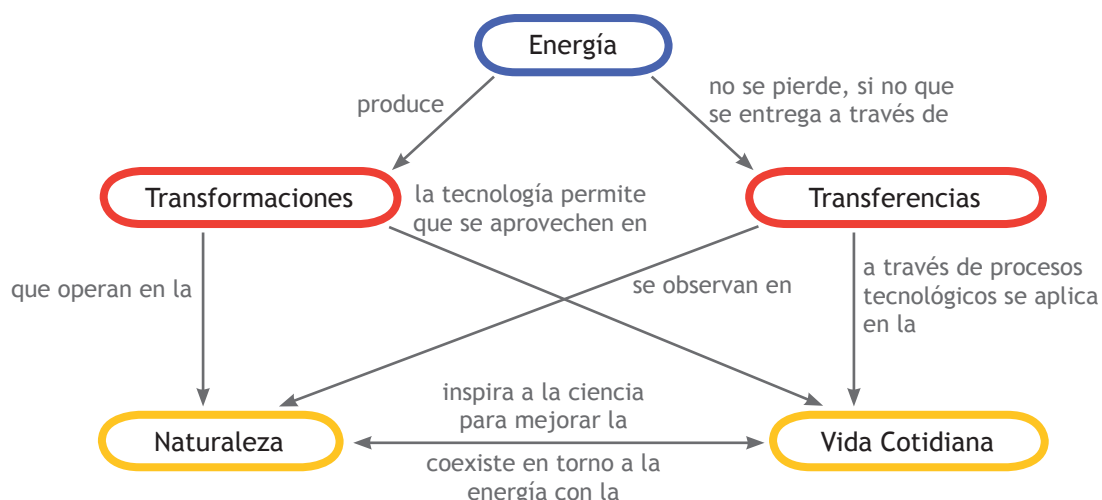 Energía
produce
no se pierde, si no que
se entrega a través de
Transformaciones
la tecnología permite
que se aprovechen en
Transferencias
que operan en la
se observan en
a través de procesos
tecnológicos se aplica
en la
inspira a la ciencia
para mejorar la
Naturaleza
Vida Cotidiana
coexiste en torno a la
energía con la